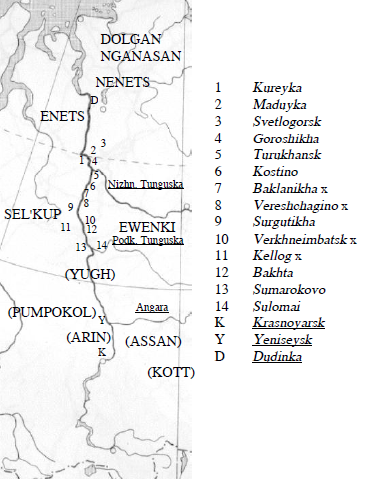 DOLGAN
NGANASAN
NENETS
D
ENETS
3
2
1
4
5
6
Nizhn. Tunguska
7
8
9
SEL'KUP
10
11
12
EWENKI
Podk. Tunguska
13
14
(YUGH)
Angara
(PUMPOKOL)
Y
(ARIN)
(ASSAN)
K
(KOTT)
1 Kureyka
2 Maduyka
3 Svetlogorsk
4 Goroshikha
5 Turukhansk
6 Kostino
7 Baklanikha x
8 Vereshchagino x
9 Surgutikha
10 Verkhneimbatsk x
11 Kellog x
12 Bakhta
13 Sumarokovo
14 Sulomai
K Krasnoyarsk
Y Yeniseysk
D Dudinka